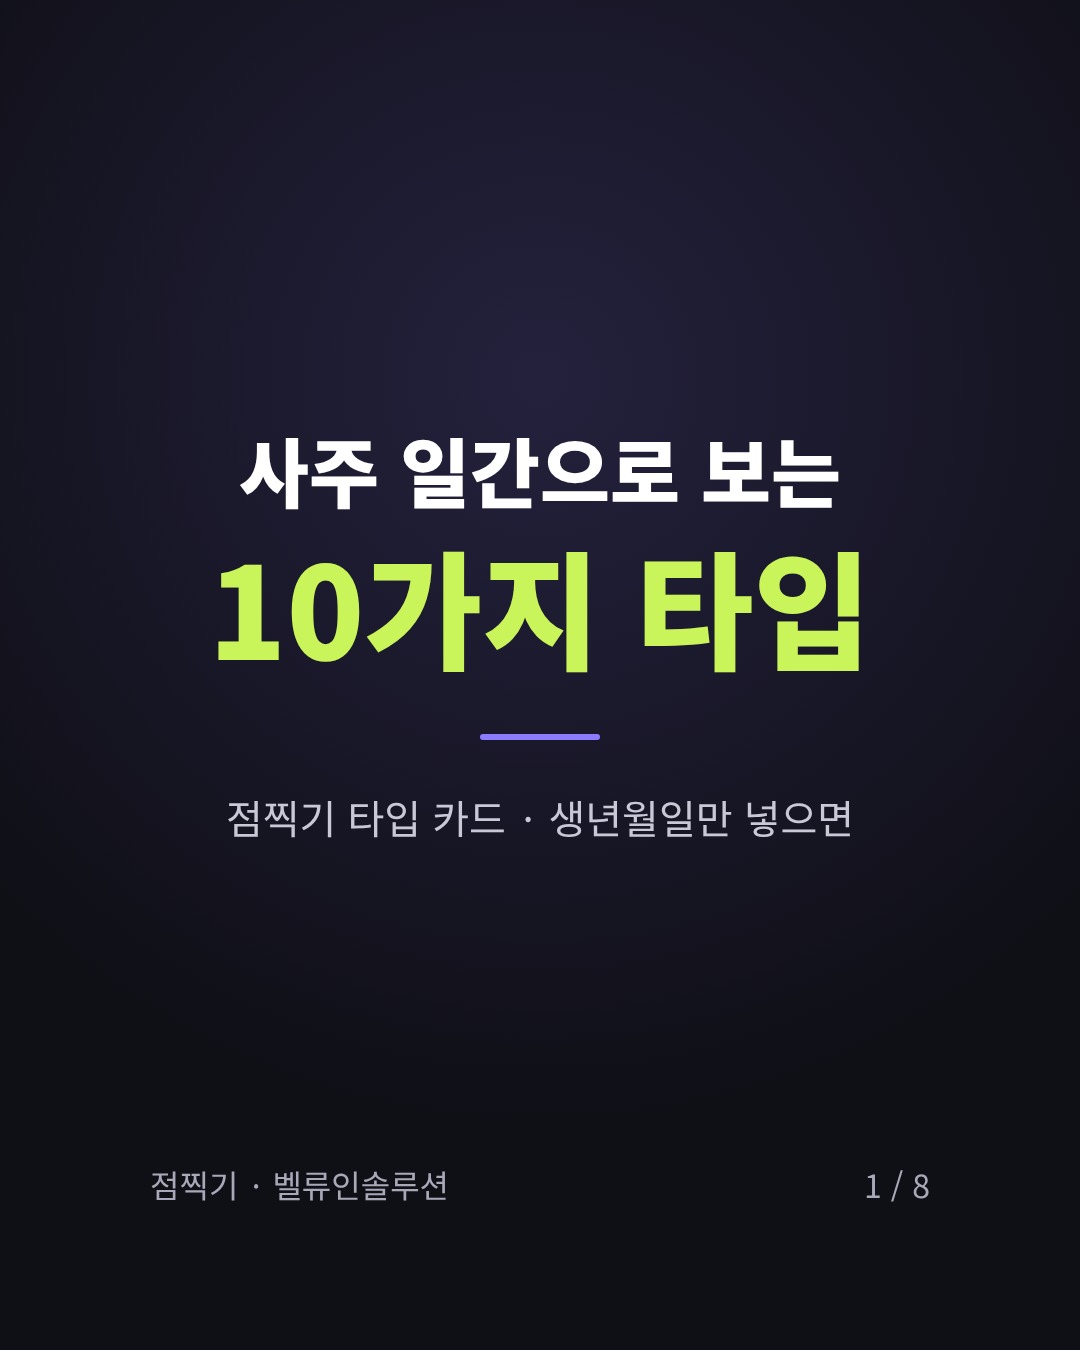 사주 일간으로 보는
10가지 타입
점찍기 타입 카드 · 생년월일만 넣으면
점찍기 · 벨류인솔루션
1 / 8